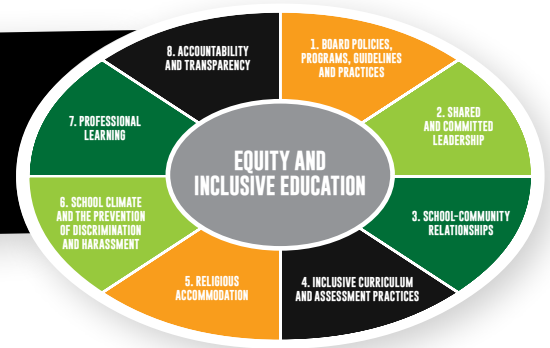 EQUITY AND
INCLUSIVE EDUCATION
1. BOARD POLICIES,
PROGRAMS, GUIDELINES
AND PRACTICES
2. SHARED
AND COMMITTED
LEADERSHIP
3. SCHOOL-COMMUNITY
RELATIONSHIPS
4. INCLUSIVE CURRICULUM
AND ASSESSMENT PRACTICES
5. RELIGIOUS
ACCOMMODATION
6. SCHOOL CLIMATE
AND THE PREVENTION
OF DISCRIMINATION
AND HARASSMENT
7. PROFESSIONAL
LEARNING
8. ACCOUNTABILITY
AND TRANSPARENCY